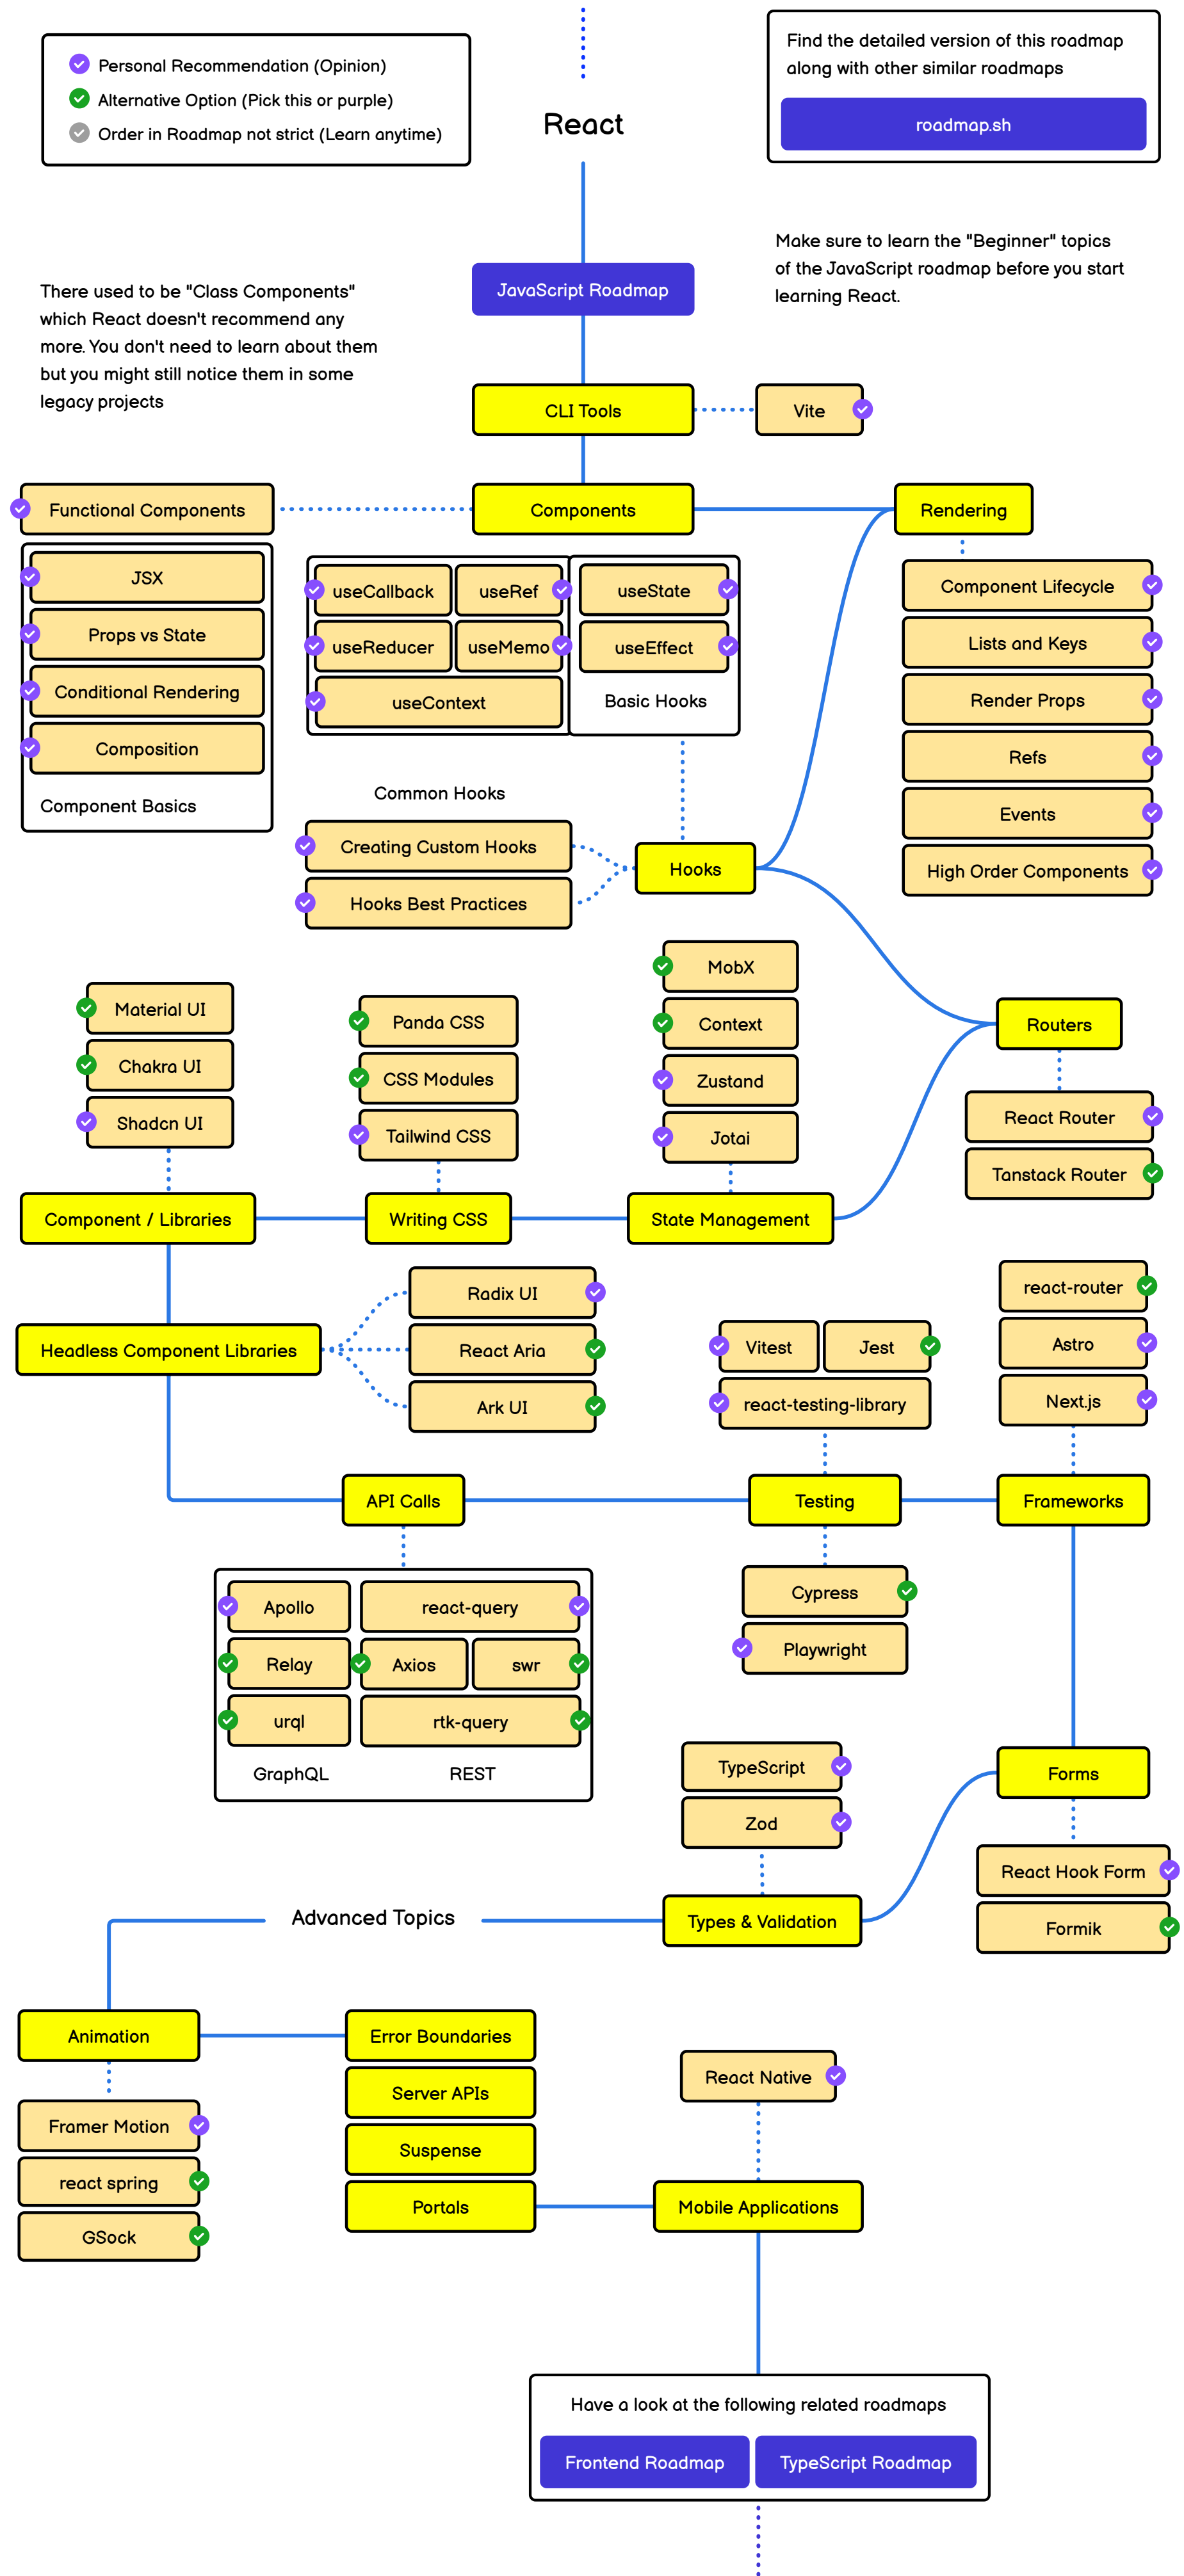 Personal Recommendation (Opinion)
Alternative Option (Pick this or purple)
Order in Roadmap not strict (Learn anytime)
React
Find the detailed version of this roadmap
along with other similar roadmaps
roadmap.sh
Make sure to learn the "Beginner" topics
of the JavaScript roadmap before you start
learning React.
JavaScript Roadmap
There used to be "Class Components"
which React doesn't recommend any
more. You don't need to learn about them
but you might still notice them in some
legacy projects
CLI Tools
Vite
Functional Components
Components
Rendering
JSX
Props vs State
Conditional Rendering
Composition
Component Basics
useCallback
useRef
useReducer
useMemo
useContext
useState
useEffect
Basic Hooks
Common Hooks
Component Lifecycle
Lists and Keys
Render Props
Refs
Events
High Order Components
Creating Custom Hooks
Hooks Best Practices
Hooks
Material UI
Chakra UI
Shadcn UI
Panda CSS
CSS Modules
Tailwind CSS
MobX
Context
Zustand
Jotai
Routers
React Router
Tanstack Router
Component / Libraries
Writing CSS
State Management
Headless Component Libraries
Radix UI
React Aria
Ark UI
Vitest
Jest
react-testing-library
react-router
Astro
Next.js
API Calls
Testing
Frameworks
Apollo
Relay
urql
GraphQL
react-query
Axios
swr
rtk-query
REST
Cypress
Playwright
TypeScript
Zod
Forms
React Hook Form
Formik
Advanced Topics
Types & Validation
Animation
Framer Motion
react spring
GSock
Error Boundaries
Server APIs
Suspense
Portals
React Native
Mobile Applications
Have a look at the following related roadmaps
Frontend Roadmap
TypeScript Roadmap